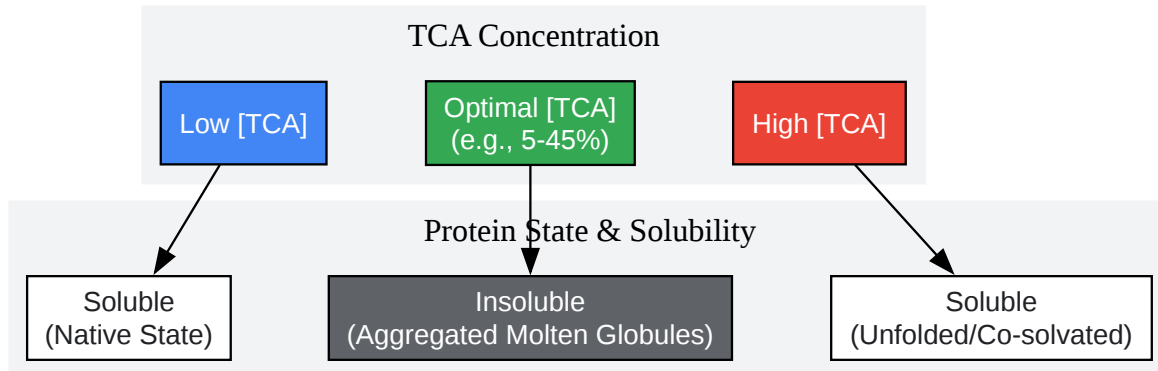 TCA Concentration
Low [TCA]
Optimal [TCA]
(e.g., 5-45%)
High [TCA]
Protein State & Solubility
Soluble
(Native State)
Insoluble
(Aggregated Molten Globules)
Soluble
(Unfolded/Co-solvated)